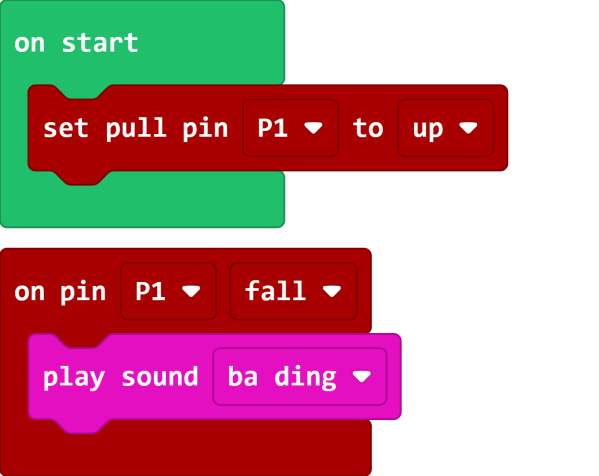 on start
set pull pin P1 to up
on pin P1 fall
play sound ba ding